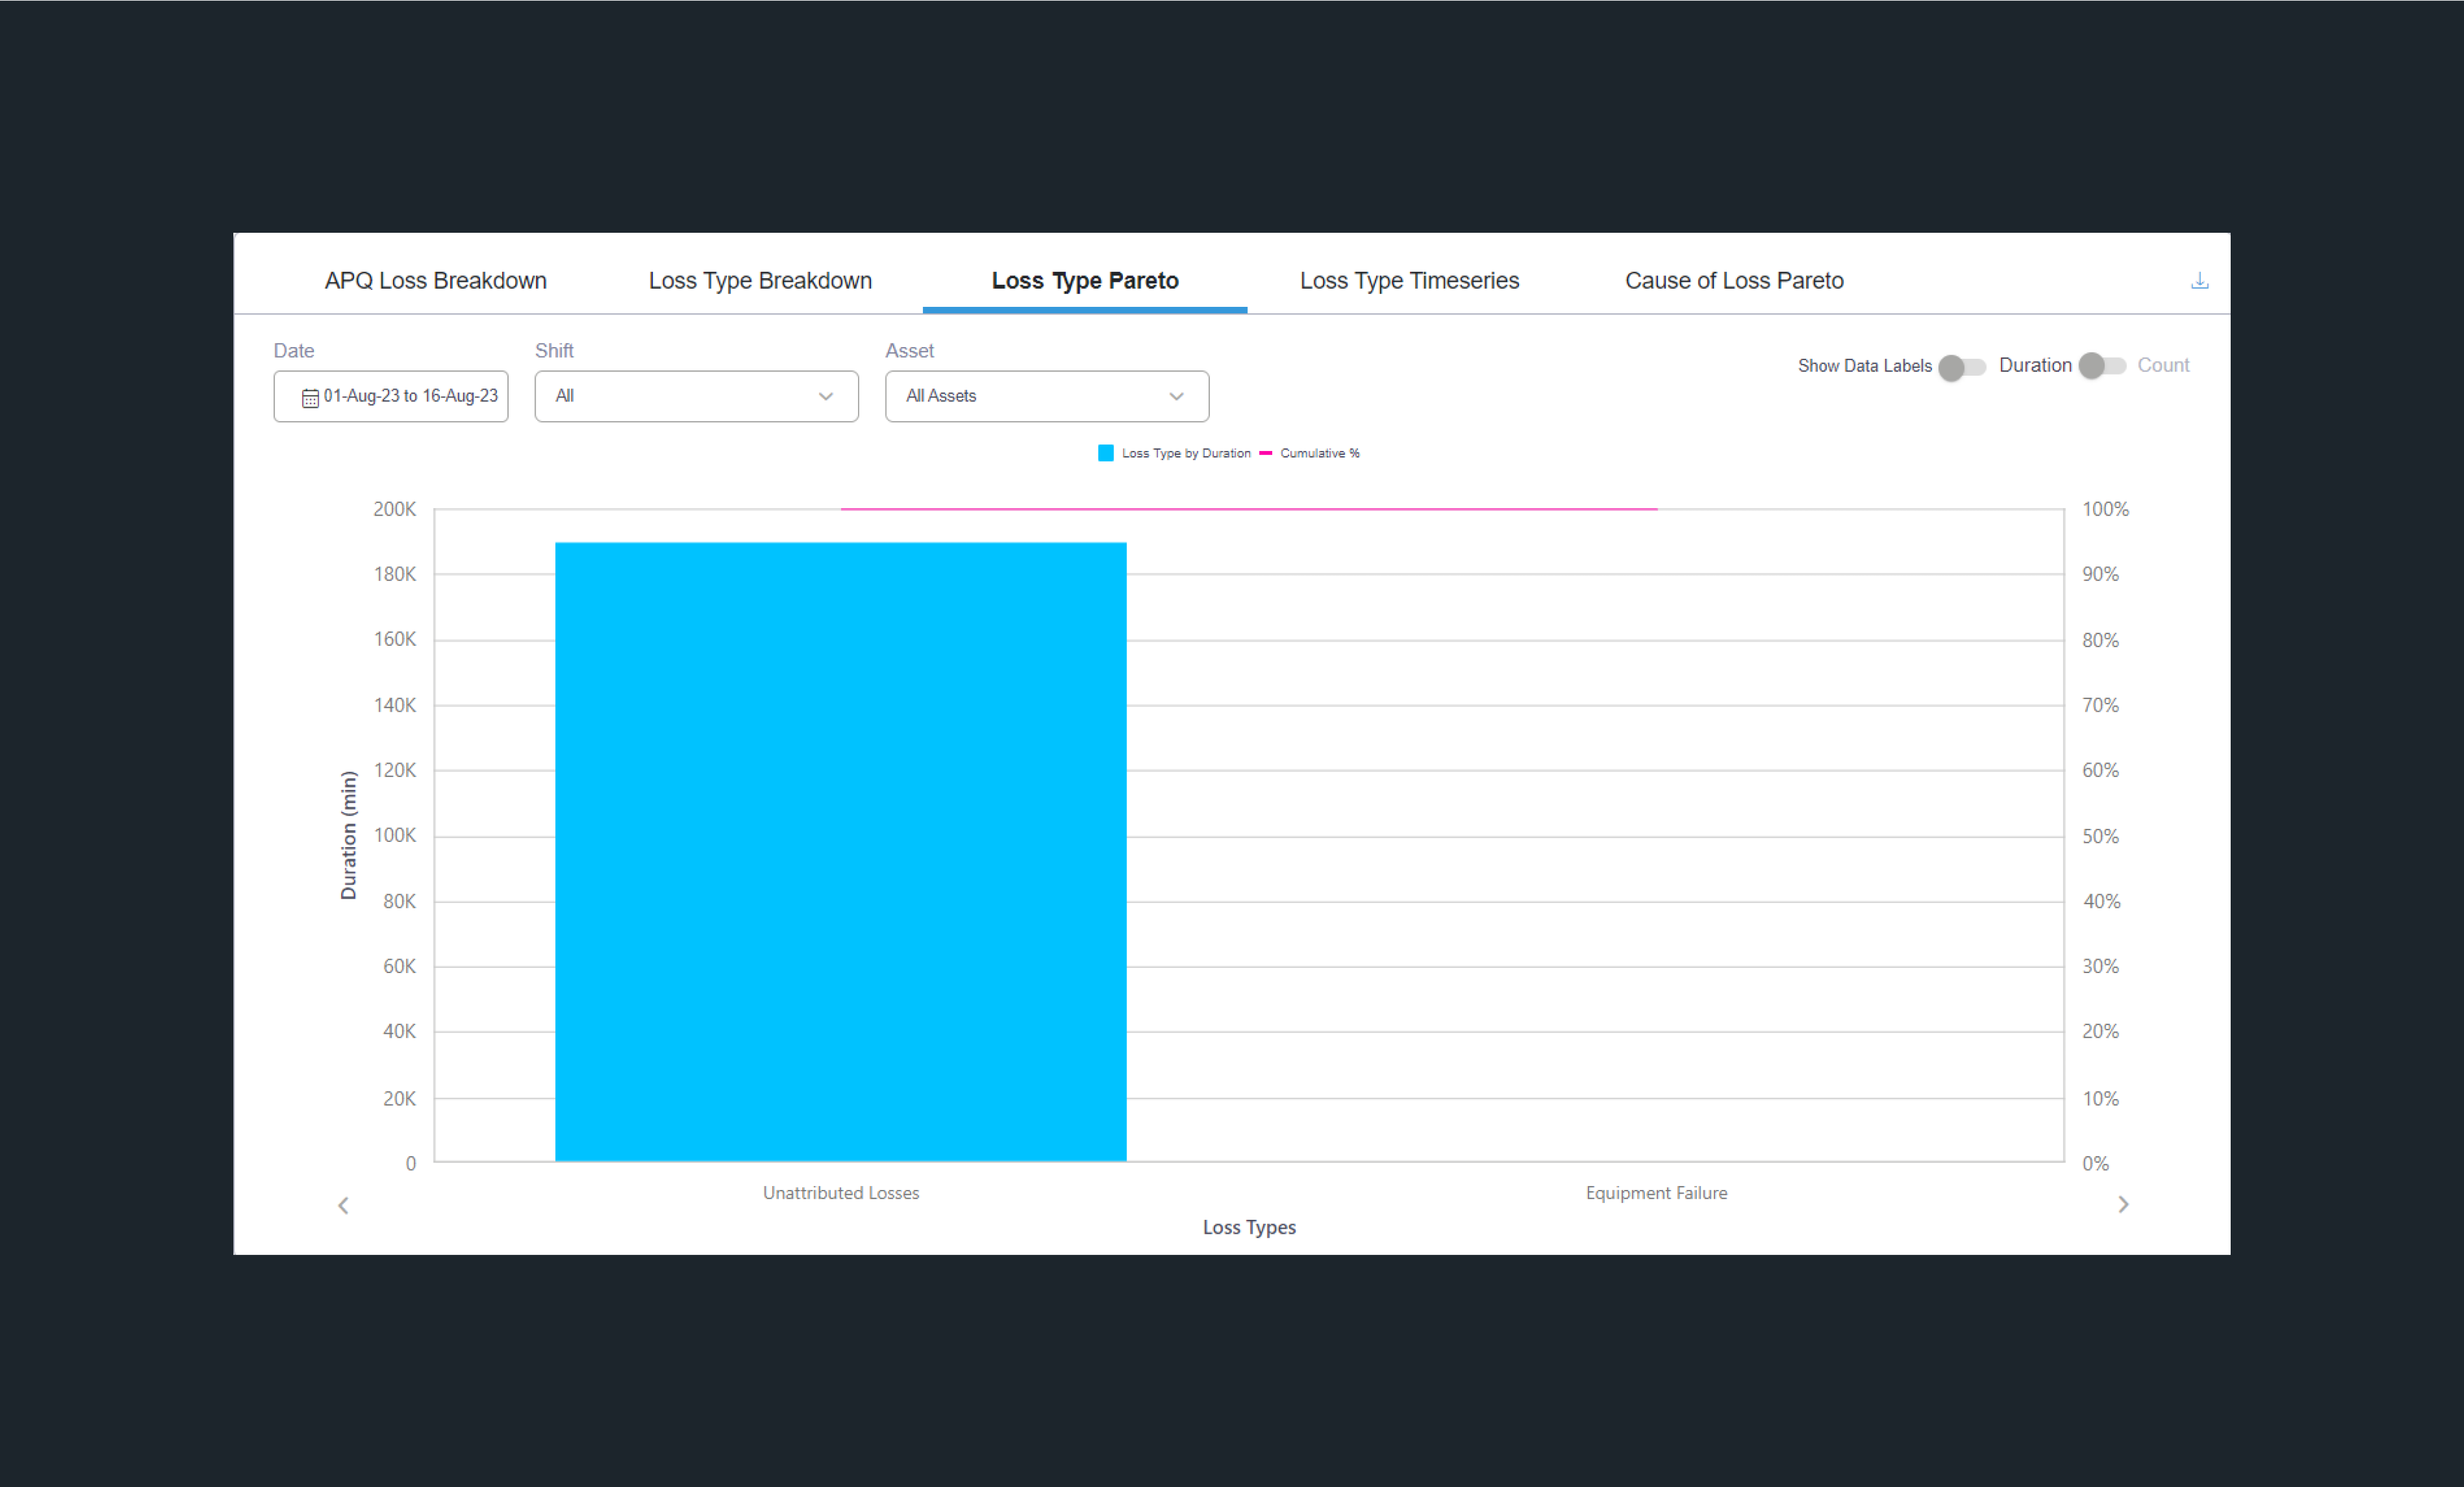 APQ Loss Breakdown Loss Type Breakdown Loss Type Pareto Loss Type Timeseries Cause of Loss Pareto
Date Shift Asset
01-Aug-23 to 16-Aug-23 All All Assets
Show Data Labels Duration Count
Loss Type by Duration Cumulative %
200K 100%
180K 90%
160K 80%
140K 70%
120K 60%
100K 50%
80K 40%
60K 30%
40K 20%
20K 10%
0 0%
Duration (min)
Unattributed Losses Equipment Failure
Loss Types